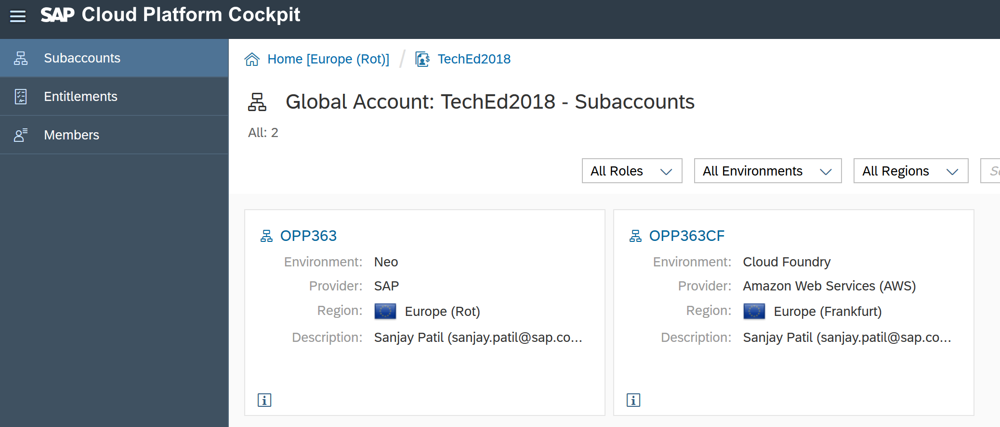 SAP Cloud Platform Cockpit
Subaccounts
Entitlements
Members
Home [Europe (Rot)] / TechEd2018
Global Account: TechEd2018 - Subaccounts
All: 2
All Roles
All Environments
All Regions
OPP363
Environment: Neo
Provider: SAP
Region: Europe (Rot)
Description: Sanjay Patil (sanjay.patil@sap.co...
OPP363CF
Environment: Cloud Foundry
Provider: Amazon Web Services (AWS)
Region: Europe (Frankfurt)
Description: Sanjay Patil (sanjay.patil@sap.co...